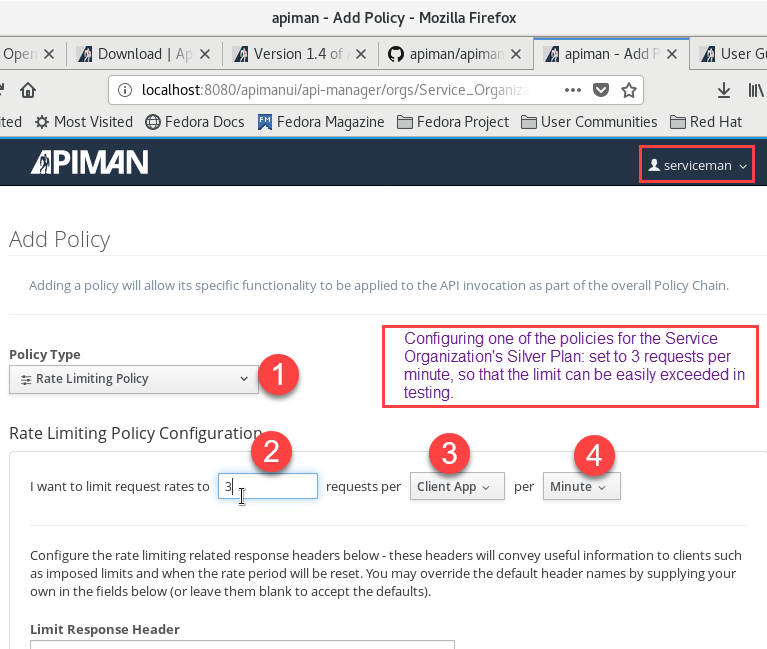 apiman - Add Policy - Mozilla Firefox
Open
Download | Ap
Version 1.4 of
apiman/apiman
apiman - Add P
User Gu
localhost:8080/apimanui/api-manager/orgs/Service_Organiza
ited Most Visited Fedora Docs Fedora Magazine Fedora Project User Communities Red Hat
APIMAN
serviceman
Add Policy
Adding a policy will allow its specific functionality to be applied to the API invocation as part of the overall Policy Chain.
Configuring one of the policies for the Service
Organization's Silver Plan: set to 3 requests per
minute, so that the limit can be easily exceeded in
testing.
Policy Type
Rate Limiting Policy
1
Rate Limiting Policy Configuration
2
3
4
I want to limit request rates to 3 requests per Client App per Minute
Configure the rate limiting related response headers below - these headers will convey useful information to clients such
as imposed limits and when the rate period will be reset. You may override the default header names by supplying your
own in the fields below (or leave them blank to accept the defaults).
Limit Response Header